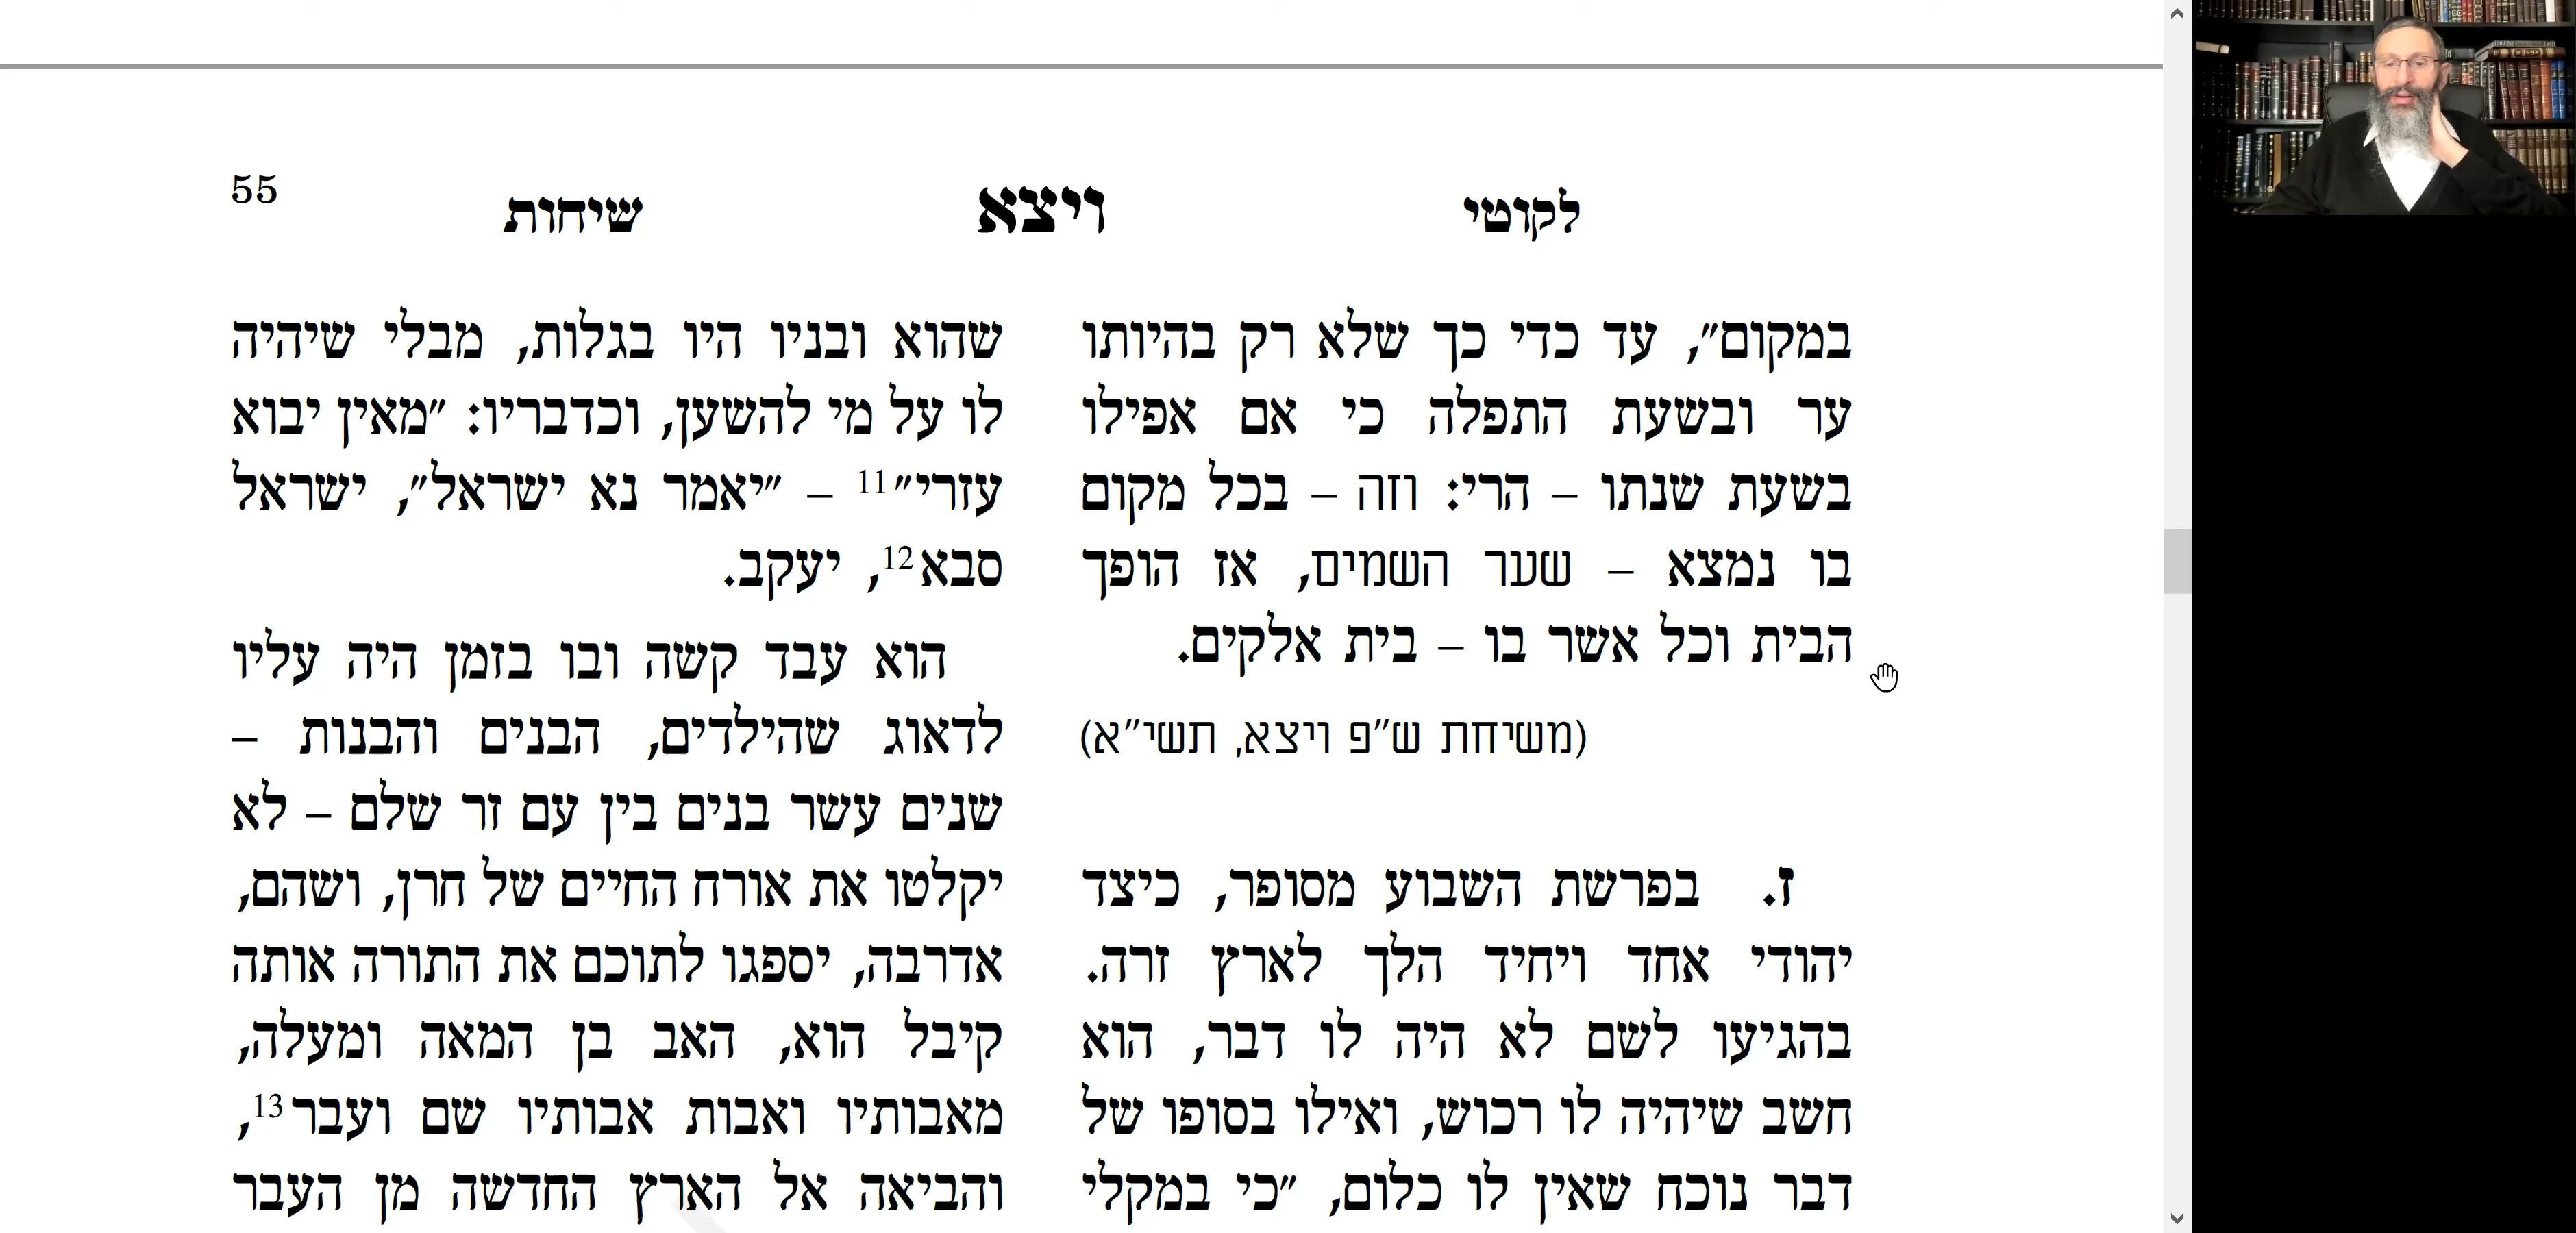 55
לקוטי ויצא שיחות
במקום", עד כדי כך שלא רק בהיותו
ער ובשעת התפלה כי אם אפילו
בשעת שנתו – הרי: וזה – בכל מקום
בו נמצא – שער השמים, אז הופך
הבית וכל אשר בו – בית אלקים.
(משיחת ש"פ ויצא, תשי"א)
ז. בפרשת השבוע מסופר, כיצד
יהודי אחד ויחיד הלך לארץ זרה.
בהגיעו לשם לא היה לו דבר, הוא
חשב שיהיה לו רכוש, ואילו בסופו של
דבר נוכח שאין לו כלום, "כי במקלי
שהוא ובניו היו בגלות, מבלי שיהיה
לו על מי להשען, וכדבריו: "מאין יבוא
עזרי"11 – "יאמר נא ישראל", ישראל
סבא12, יעקב.
הוא עבד קשה ובו בזמן היה עליו
לדאוג שהילדים, הבנים והבנות –
שנים עשר בנים בין עם זר שלם – לא
יקלטו את אורח החיים של חרן, ושהם,
אדרבה, יספגו לתוכם את התורה אותה
קיבל הוא, האב בן המאה ומעלה,
מאבותיו ואבות אבותיו שם ועבר13,
והביאה אל הארץ החדשה מן העבר